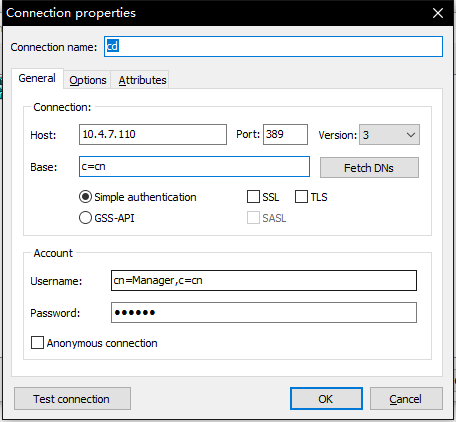 Connection properties
Connection name: cd
General Options Attributes
Connection:
Host: 10.4.7.110 Port: 389 Version: 3
Base: c=cn Fetch DNs
Simple authentication SSL TLS
GSS-API SASL
Account
Username: cn=Manager,c=cn
Password: ●●●●●●
Anonymous connection
Test connection OK Cancel